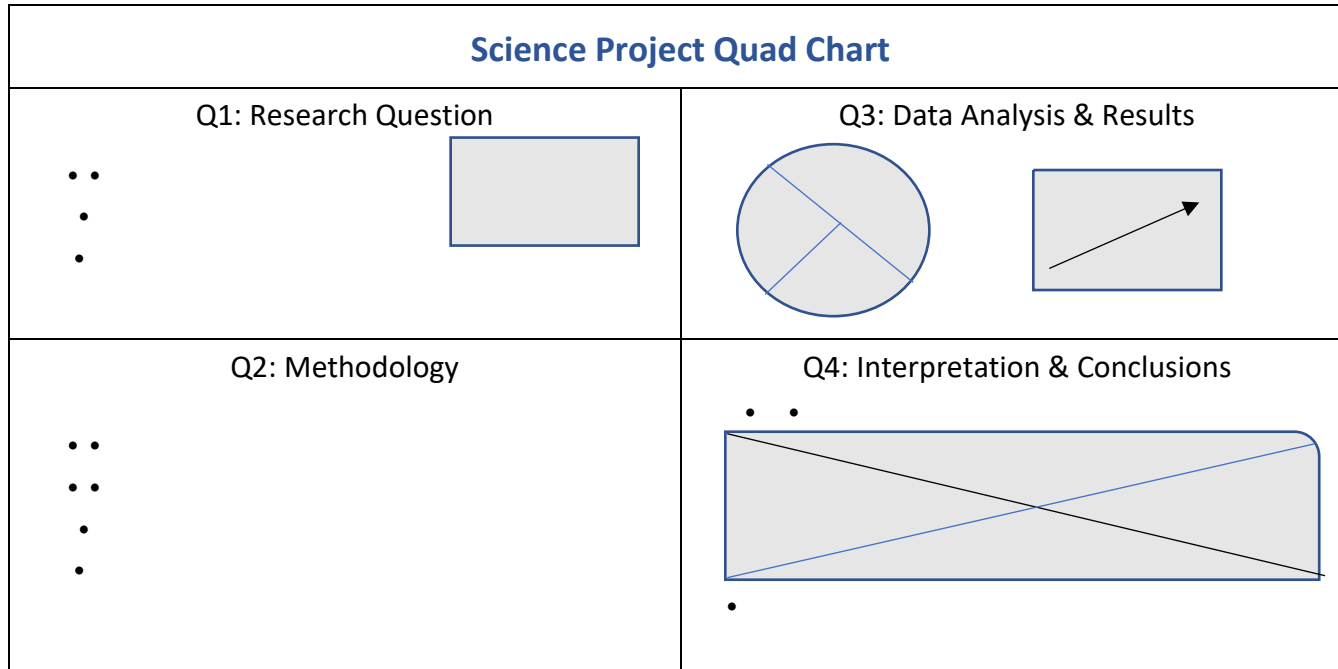 Science Project Quad Chart
Q1: Research Question
• •
•
•
Q3: Data Analysis & Results
Q2: Methodology
• •
• •
•
•
Q4: Interpretation & Conclusions
• •
•